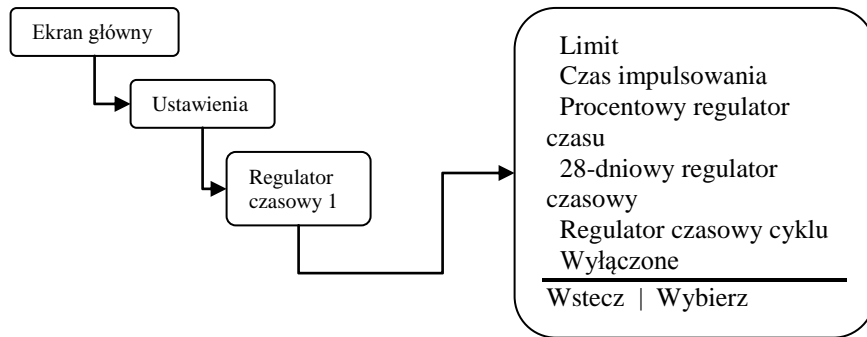 Ekran główny
Ustawienia
Regulator
czasowy 1
Limit
Czas impulsowania
Procentowy regulator
czasu
28-dniowy regulator
czasowy
Regulator czasowy cyklu
Wyłączone
Wstecz | Wybierz